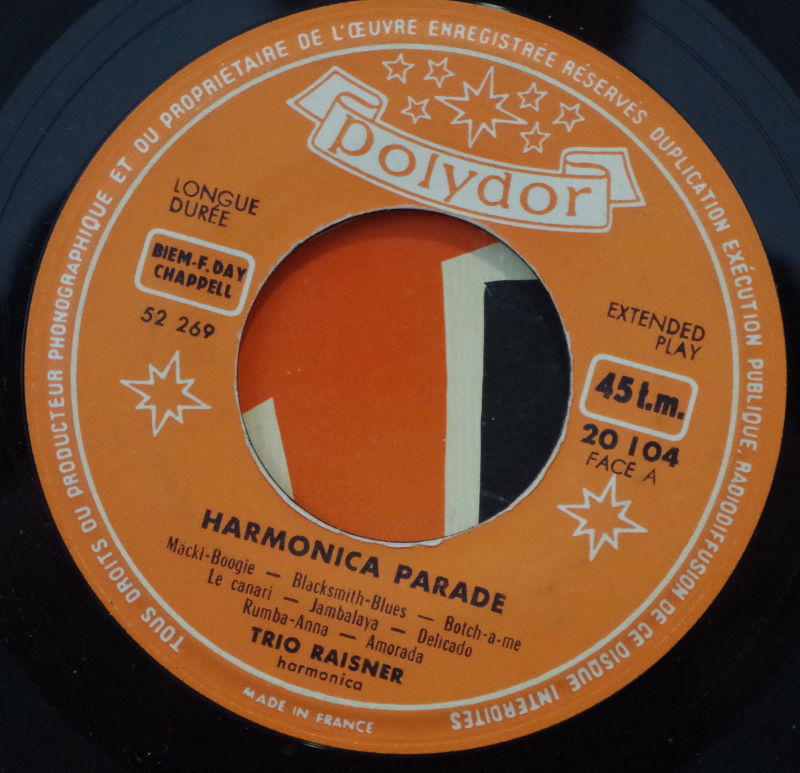 TOUS DROITS DU PRODUCTEUR PHONOGRAPHIQUE ET DU PROPRIÉTAIRE DE L'ŒUVRE ENREGISTRÉE RÉSERVÉS DUPLICATION EXÉCUTION PUBLIQUE, RADIODIFFUSION DE CE DISQUE INTERDITES
polydor
LONGUE
DURÉE
BIEM-F. DAY
CHAPPELL
52 269
EXTENDED
PLAY
45 t.m.
20 104
FACE A
HARMONICA PARADE
Mäcki-Boogie — Blacksmith-Blues — Botch-a-me
Le canari — Jambalaya — Delicado
Rumba-Anna — Amorada
TRIO RAISNER
harmonica
MADE IN FRANCE